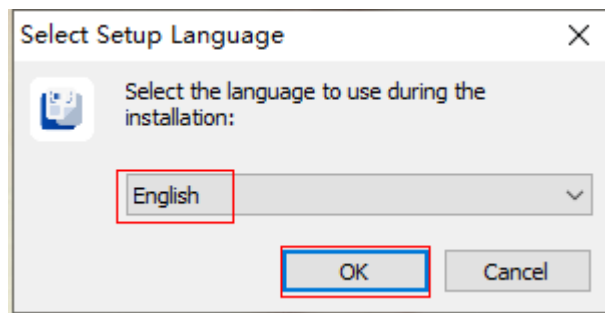 Select Setup Language
Select the language to use during the
installation:
English
OK
Cancel